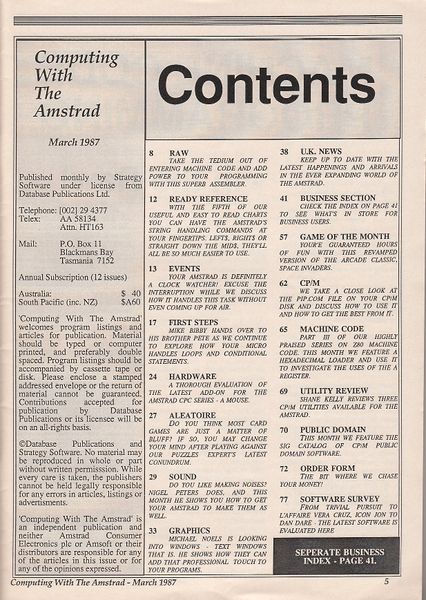 Computing
With
The
Amstrad
March 1987
Published monthly by Strategy
Software under license from
Database Publications Ltd.
Telephone: [002] 29 4377
Telex: AA 58134
Attn. HT163
Mail: P.O. Box 11
Blackmans Bay
Tasmania 7152
Annual Subscription (12 issues)
Australia: $ 40
South Pacific (inc. NZ) $A60
'Computing With The Amstrad'
welcomes program listings and
articles for publication. Material
should be typed or computer
printed, and preferably double
spaced. Program listings should be
accompanied by cassette tape or
disk. Please enclose a stamped
addressed envelope or the return of
material cannot be guaranteed.
Contributions accepted for
publication by Database
Publications or its licensee will be
on an all-rights basis.
©Database Publications and
Strategy Software. No material may
be reproduced in whole or part
without written permisssion. While
every care is taken, the publishers
cannot be held legally responsible
for any errors in articles, listings or
advertisments.
'Computing With The Amstrad' is
an independent publication and
neither Amstrad Consumer
Electronics plc or Amsoft or their
distributors are responsible for any
of the articles in this issue or for
any of the opinions expressed.
Contents
8 RAW
TAKE THE TEDIUM OUT OF
ENTERING MACHINE CODE AND ADD
POWER TO YOUR PROGRAMMING
WITH THIS SUPERB ASSEMBLER.
12 READY REFERENCE
WITH THE FIFTH OF OUR
USEFUL AND EASY TO READ CHARTS
YOU CAN HAVE THE AMSTRAD'S
STRING HANDLING COMMANDS AT
YOUR FINGERTIPS. LEFT$, RIGHT$ OR
STRAIGHT DOWN THE MID$, THEY'LL
ALL BE SO MUCH EASIER TO USE.
13 EVENTS
YOUR AMSTRAD IS DEFINITELY
A CLOCK WATCHER! EXCUSE THE
INTERRUPTION WHILE WE DISCUSS
HOW IT HANDLES THIS TASK WITHOUT
EVEN COMING UP FOR AIR.
17 FIRST STEPS
MIKE BIBBY HANDS OVER TO
HIS BROTHER PETE AS WE CONTINUE
TO EXPLORE HOW YOUR MICRO
HANDLES LOOPS AND CONDITIONAL
STATEMENTS.
24 HARDWARE
A THOROUGH EVALUATION OF
THE LATEST ADD-ON FOR THE
AMSTRAD CPC SERIES - A MOUSE.
27 ALEATOIRE
DO YOU THINK MOST CARD
GAMES ARE JUST A MATTER OF
BLUFF? IF SO, YOU MAY CHANGE
YOUR MIND AFTER PLAYING AGAINST
OUR PUZZLES EXPERT'S LATEST
CONUNDRUM.
29 SOUND
DO YOU LIKE MAKING NOISES?
NIGEL PETERS DOES, AND THIS
MONTH HE SHOWS YOU HOW TO GET
YOUR AMSTRAD TO MAKE THEM AS
WELL.
33 GRAPHICS
MICHAEL NOELS IS LOOKING
INTO WINDOWS - TEXT WINDOWS
THAT IS. HE SHOWS HOW THEY CAN
ADD THAT PROFESSIONAL TOUCH TO
YOUR PROGRAMS.
38 U.K. NEWS
KEEP UP TO DATE WITH THE
LATEST HAPPENINGS AND ARRIVALS
IN THE EVER EXPANDING WORLD OF
THE AMSTRAD.
41 BUSINESS SECTION
CHECK THE INDEX ON PAGE 41
TO SEE WHAT'S IN STORE FOR
BUSINESS USERS.
57 GAME OF THE MONTH
YOU'RE GUARANTEED HOURS
OF FUN WITH THIS REVAMPED
VERSION OF THE ARCADE CLASSIC,
SPACE INVADERS.
62 CP/M
WE TAKE A CLOSE LOOK AT
THE PIP.COM FILE ON YOUR CP/M
DISK AND DISCUSS HOW TO USE IT
AND HOW TO GET THE BEST FROM IT.
65 MACHINE CODE
PART III OF OUR HIGHLY
PRAISED SERIES ON Z80 MACHINE
CODE. THIS MONTH WE FEATURE A
HEXADECIMAL LOADER AND USE IT
TO INVESTIGATE THE USES OF THE A
REGISTER.
69 UTILITY REVIEW
SHANE KELLY REVIEWS THREE
CP/M UTILITIES AVAILABLE FOR THE
AMSTRAD.
70 PUBLIC DOMAIN
THIS MONTH WE FEATURE THE
SIG CATALOG OF CP/M PUBLIC
DOMAIN SOFTWARE.
72 ORDER FORM
THE BIT WHERE WE CHASE
YOUR MONEY!
77 SOFTWARE SURVEY
FROM TRIVIAL PURSUIT TO
L'AFFAIRE VERA CRUZ, ICON JON TO
DAN DARE - THE LATEST SOFTWARE IS
EVALUATED HERE
SEPERATE BUSINESS
INDEX - PAGE 41.
Computing With The Amstrad - March 1987 5